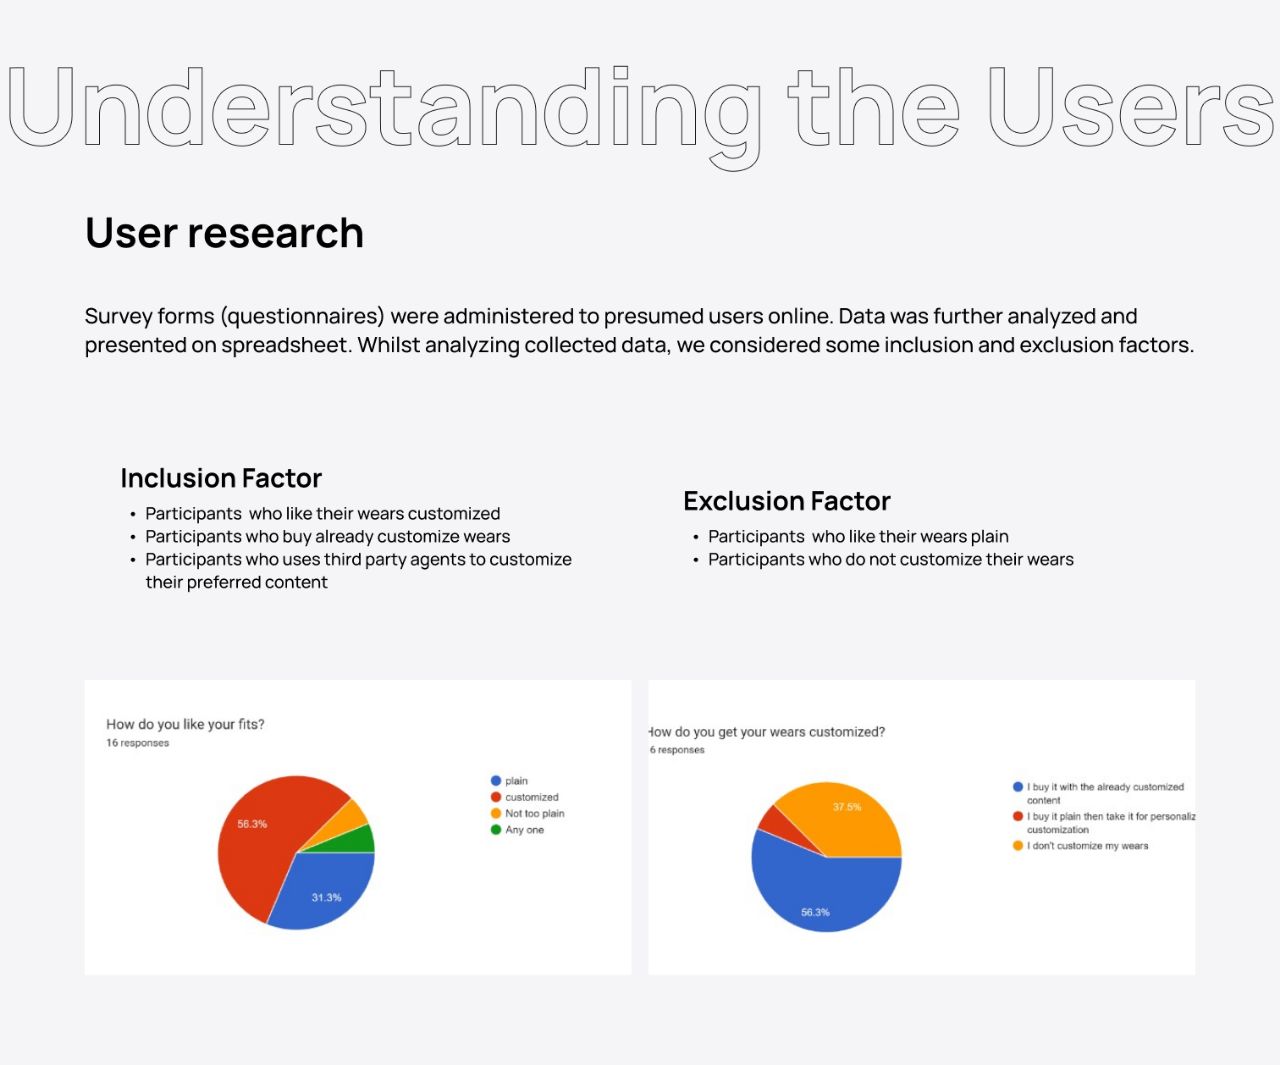 Understanding the Users
User research
Survey forms (questionnaires) were administered to presumed users online. Data was further analyzed and
presented on spreadsheet. Whilst analyzing collected data, we considered some inclusion and exclusion factors.
Inclusion Factor
• Participants who like their wears customized
• Participants who buy already customize wears
• Participants who uses third party agents to customize
their preferred content
Exclusion Factor
• Participants who like their wears plain
• Participants who do not customize their wears
How do you like your fits?
16 responses
56.3%
31.3%
plain
customized
Not too plain
Any one
How do you get your wears customized?
6 responses
37.5%
56.3%
I buy it with the already customized
content
I buy it plain then take it for personaliz
customization
I don't customize my wears